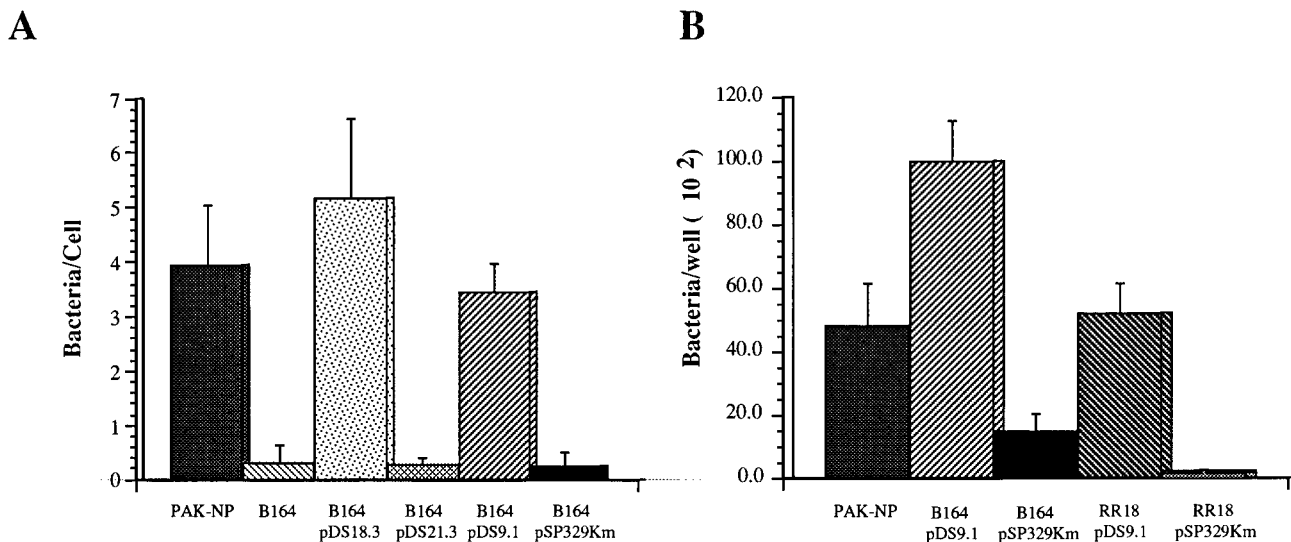 A
Bacteria/Cell
7
6
5
4
3
2
1
0
PAK-NP
B164
B164
pDS18.3
B164
pDS21.3
B164
pDS9.1
B164
pSP329Km
B
Bacteria/well ( 10 2)
120.0
100.0
80.0
60.0
40.0
20.0
0.0
PAK-NP
B164
pDS9.1
B164
pSP329Km
RR18
pDS9.1
RR18
pSP329Km